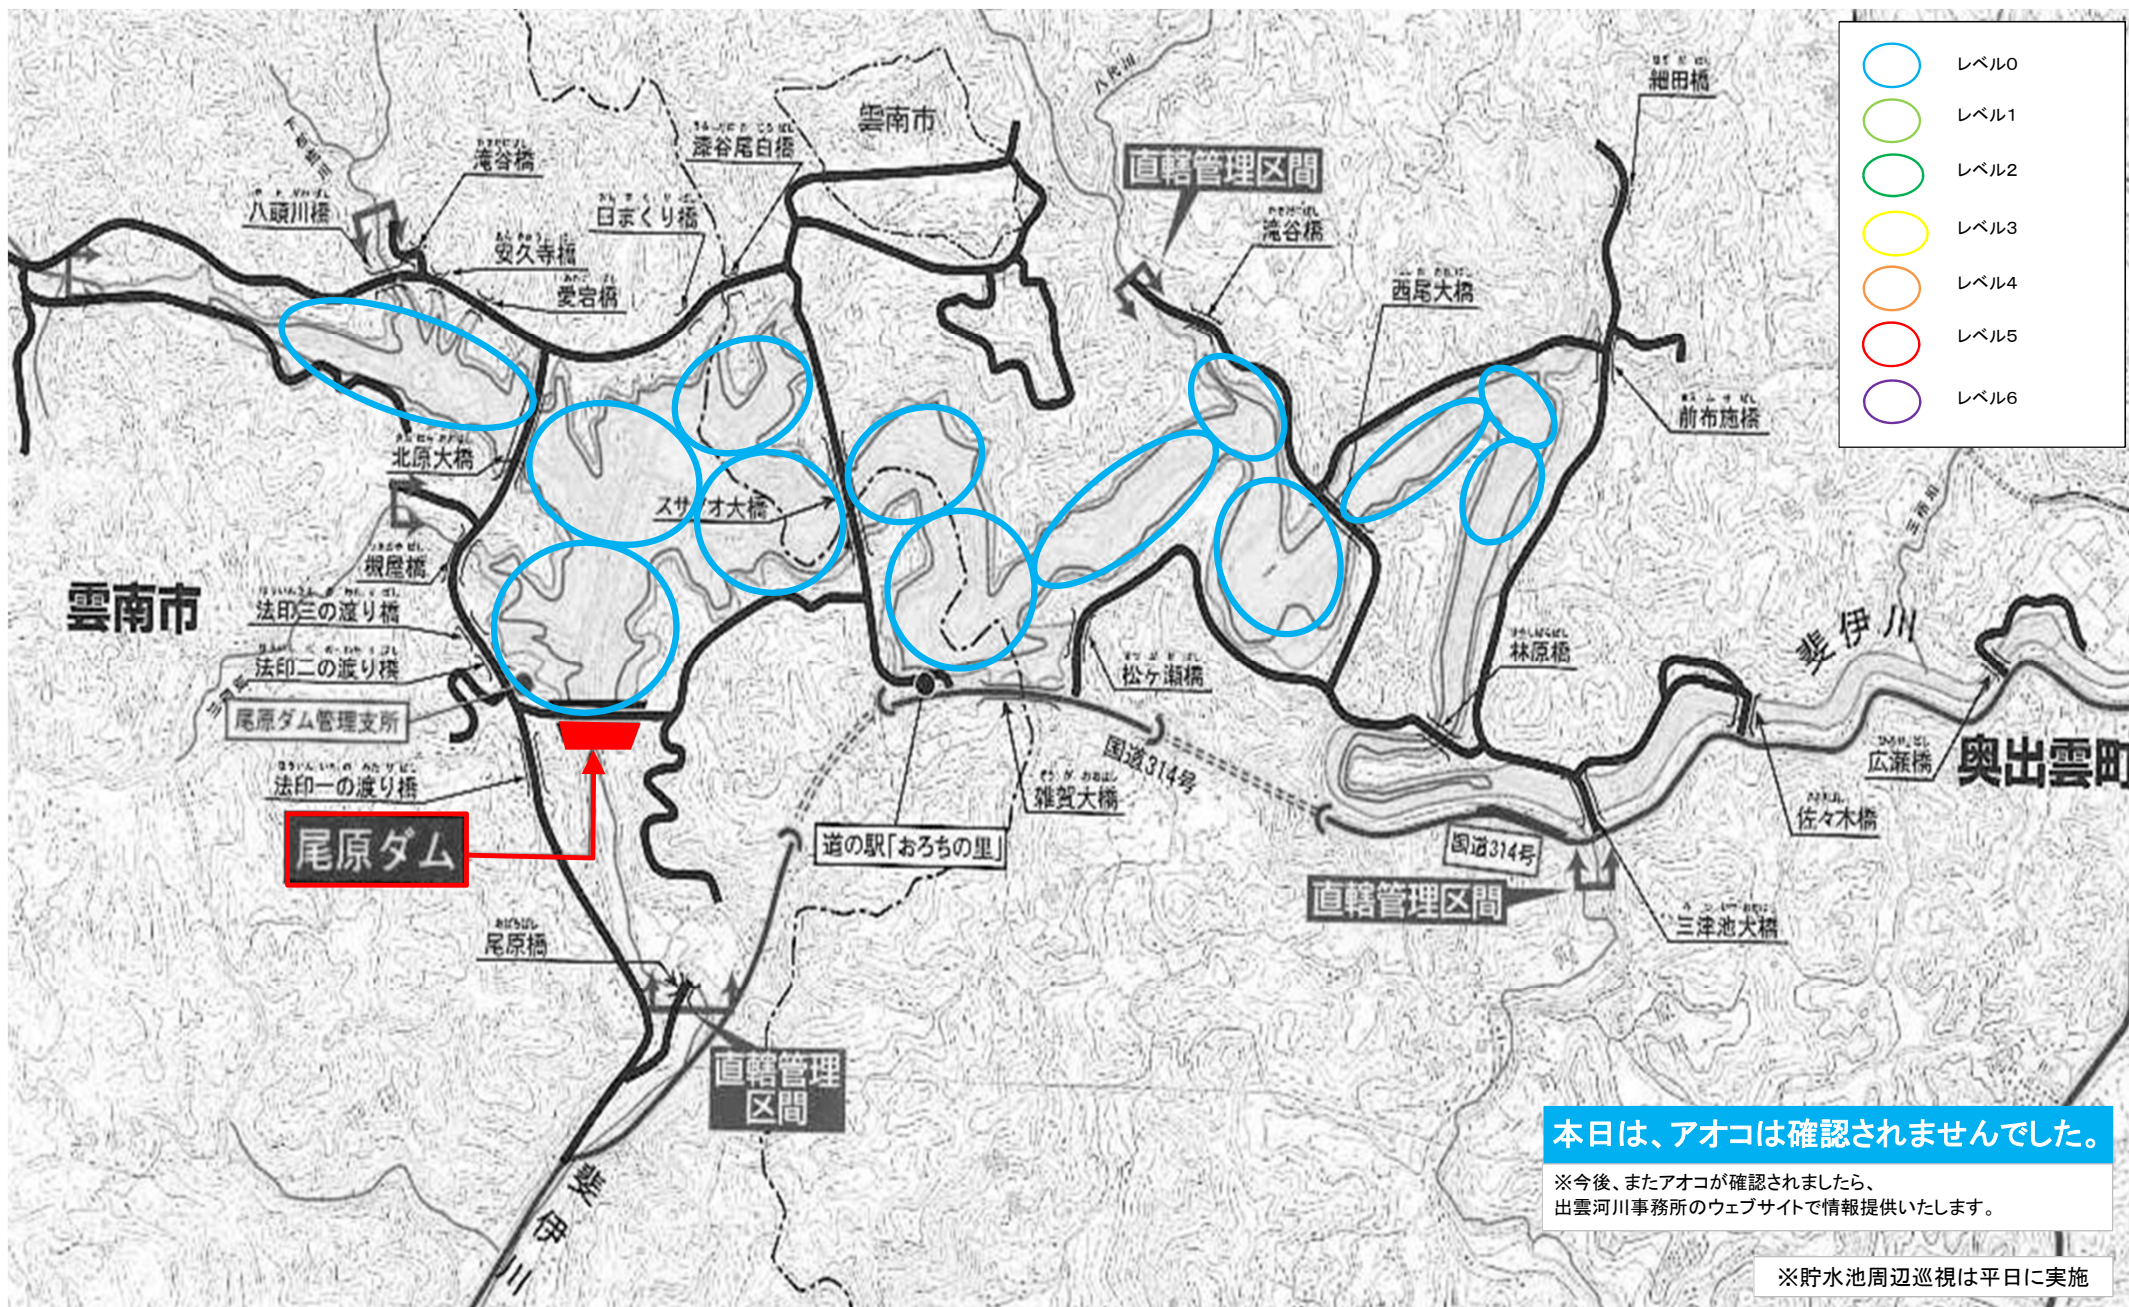 レベル0
レベル1
レベル2
レベル3
レベル4
レベル5
レベル6
細田橋
雲南市
八代川
漆谷尾白橋
滝谷橋
直轄管理区間
八頭川橋
日まくり橋
安久寺橋
愛宕橋
滝谷橋
西尾大橋
前布施橋
北原大橋
スサノオ大橋
槻屋橋
雲南市
法印三の渡り橋
法印二の渡り橋
尾原ダム管理支所
法印一の渡り橋
尾原ダム
松ヶ瀬橋
林原橋
斐伊川
国道314号
雑賀大橋
道の駅「おろちの里」
国道314号
佐々木橋
広瀬橋
奥出雲町
直轄管理区間
三津池大橋
尾原橋
直轄管理
区間
斐伊川
本日は、アオコは確認されませんでした。
※今後、またアオコが確認されましたら、
出雲河川事務所のウェブサイトで情報提供いたします。
※貯水池周辺巡視は平日に実施